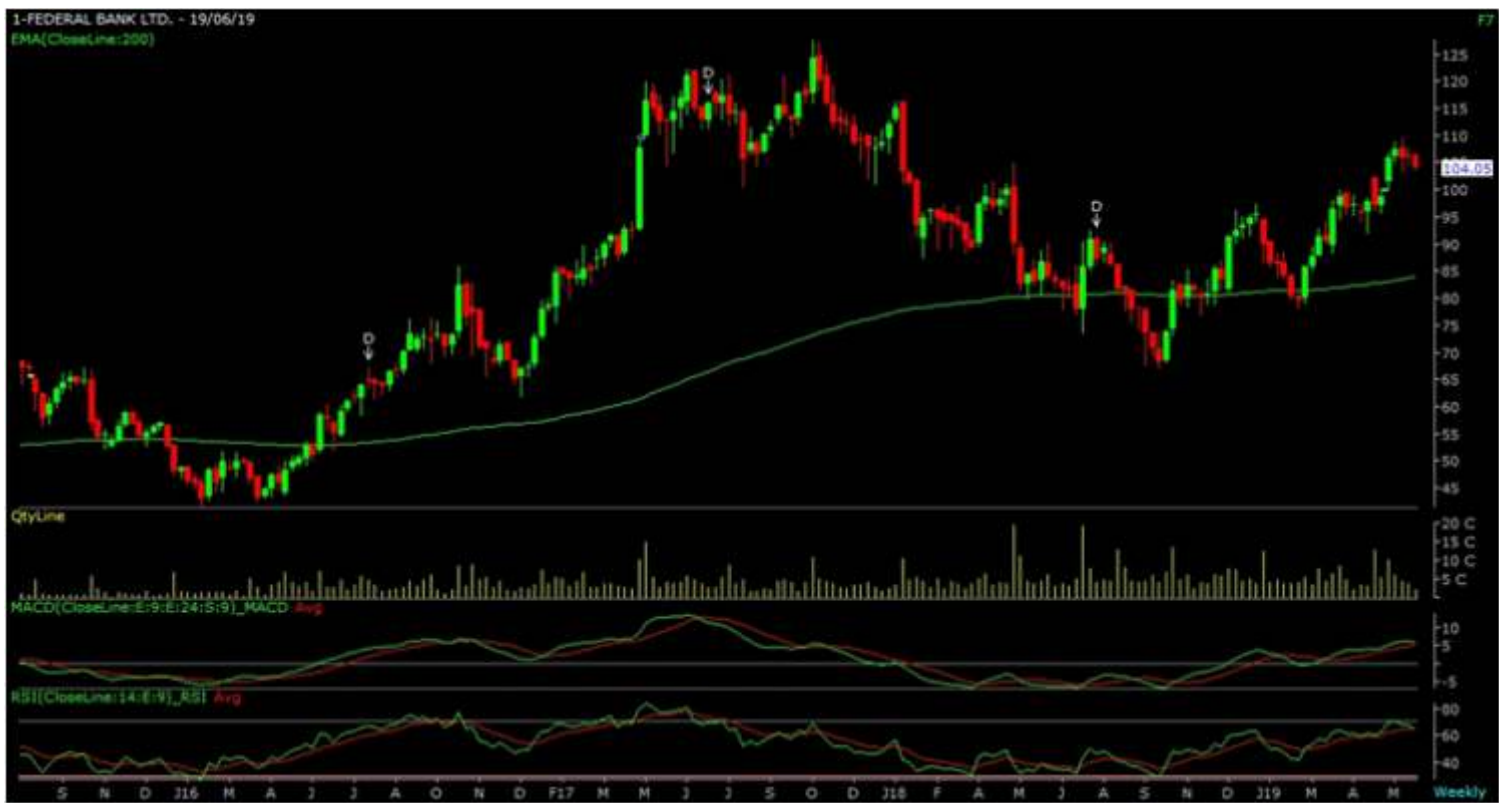 1-FEDERAL BANK LTD. - 19/06/19 F7
EMA(CloseLine:200)
125
120
D
115
110
104.05
100
D
95
90
85
80
75
70
D
65
60
55
50
45
QtyLine
20 C
15 C
10 C
5 C
MACD(CloseLine:E:9:E:24:S:9)_MACD Avg
10
5
-5
RSI(CloseLine:14:E:9)_RSI Avg
80
60
40
S N D J16 M A J J A O N D F17 M M J J S O D J18 F A M J A S O D J19 M A M Weekly